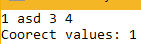 1 asd 3 4
Coorect values: 1